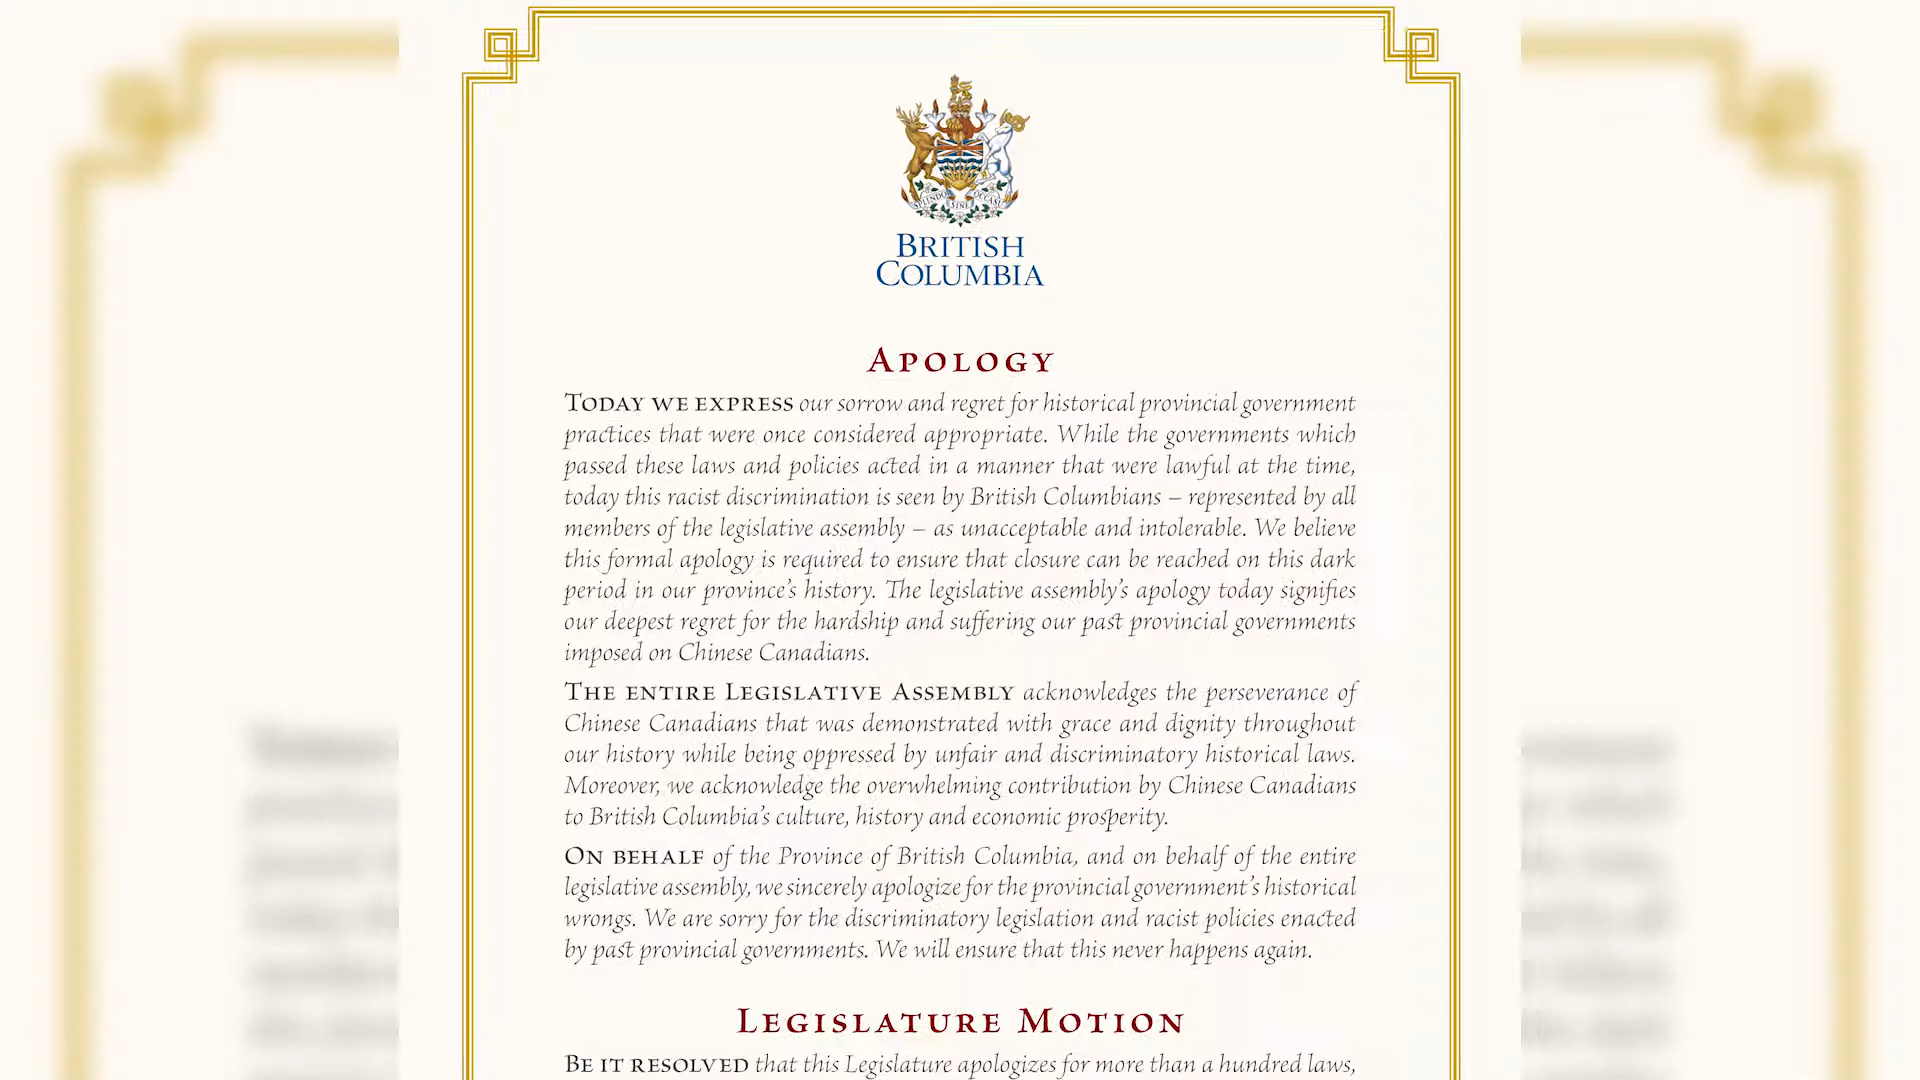 SPLENDOR SINE OCCASU
BRITISH
COLUMBIA
APOLOGY
TODAY WE EXPRESS our sorrow and regret for historical provincial government
practices that were once considered appropriate. While the governments which
passed these laws and policies acted in a manner that were lawful at the time,
today this racist discrimination is seen by British Columbians – represented by all
members of the legislative assembly – as unacceptable and intolerable. We believe
this formal apology is required to ensure that closure can be reached on this dark
period in our province's history. The legislative assembly's apology today signifies
our deepest regret for the hardship and suffering our past provincial governments
imposed on Chinese Canadians.
THE ENTIRE LEGISLATIVE ASSEMBLY acknowledges the perseverance of
Chinese Canadians that was demonstrated with grace and dignity throughout
our history while being oppressed by unfair and discriminatory historical laws.
Moreover, we acknowledge the overwhelming contribution by Chinese Canadians
to British Columbia's culture, history and economic prosperity.
ON BEHALF of the Province of British Columbia, and on behalf of the entire
legislative assembly, we sincerely apologize for the provincial government's historical
wrongs. We are sorry for the discriminatory legislation and racist policies enacted
by past provincial governments. We will ensure that this never happens again.
LEGISLATURE MOTION
BE IT RESOLVED that this Legislature apologizes for more than a hundred laws,